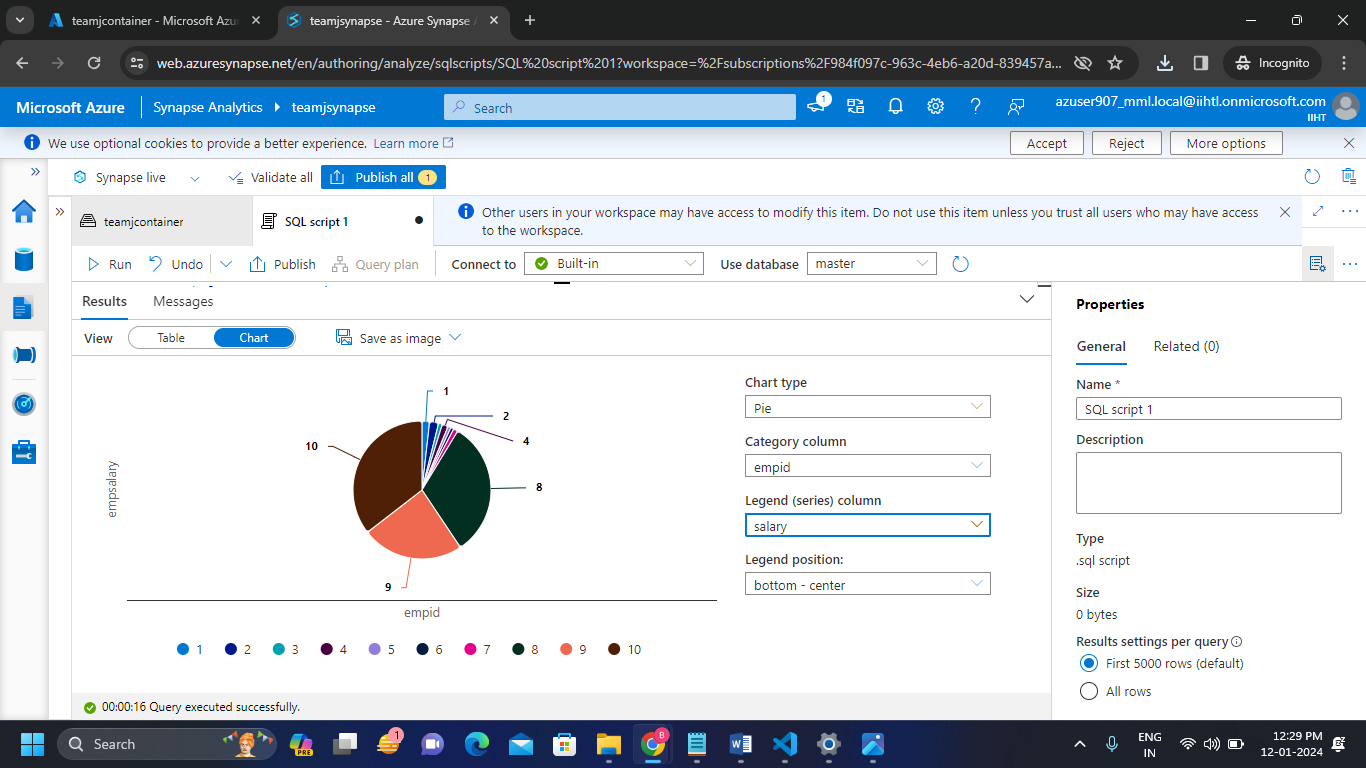 teamjcontainer - Microsoft Azu
teamjsynapse - Azure Synapse A
web.azuresynapse.net/en/authoring/analyze/sqlscripts/SQL%20script%201?workspace=%2Fsubscriptions%2F984f097c-963c-4eb6-a20d-839457a...
Incognito
Microsoft Azure
Synapse Analytics
teamjsynapse
Search
1
azuser907_mml.local@iihtl.onmicrosoft.com
IIHT
We use optional cookies to provide a better experience. Learn more
Accept
Reject
More options
Synapse live
Validate all
Publish all 1
teamjcontainer
SQL script 1
Other users in your workspace may have access to modify this item. Do not use this item unless you trust all users who may have access
to the workspace.
Run
Undo
Publish
Query plan
Connect to
Built-in
Use database
master
Results
Messages
View
Table
Chart
Save as image
1
2
4
8
9
10
empsalary
empid
1 2 3 4 5 6 7 8 9 10
Chart type
Pie
Category column
empid
Legend (series) column
salary
Legend position:
bottom - center
00:00:16 Query executed successfully.
Properties
General
Related (0)
Name *
SQL script 1
Description
Type
.sql script
Size
0 bytes
Results settings per query
First 5000 rows (default)
All rows
Search
PRE
1
8
ENG
IN
12:29 PM
12-01-2024